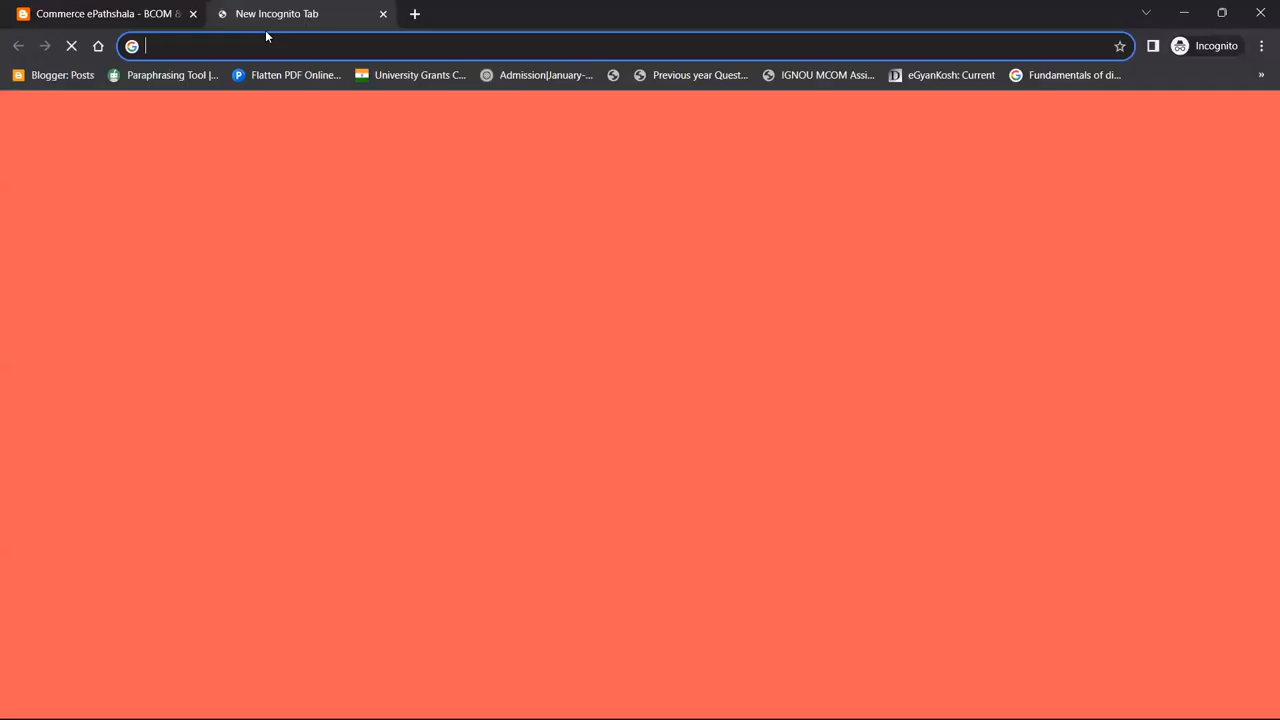 Commerce ePathshala - BCOM &
New Incognito Tab
Incognito
Blogger: Posts
Paraphrasing Tool |...
Flatten PDF Online...
University Grants C...
Admission|January-...
Previous year Quest...
IGNOU MCOM Assi...
eGyanKosh: Current
Fundamentals of di...